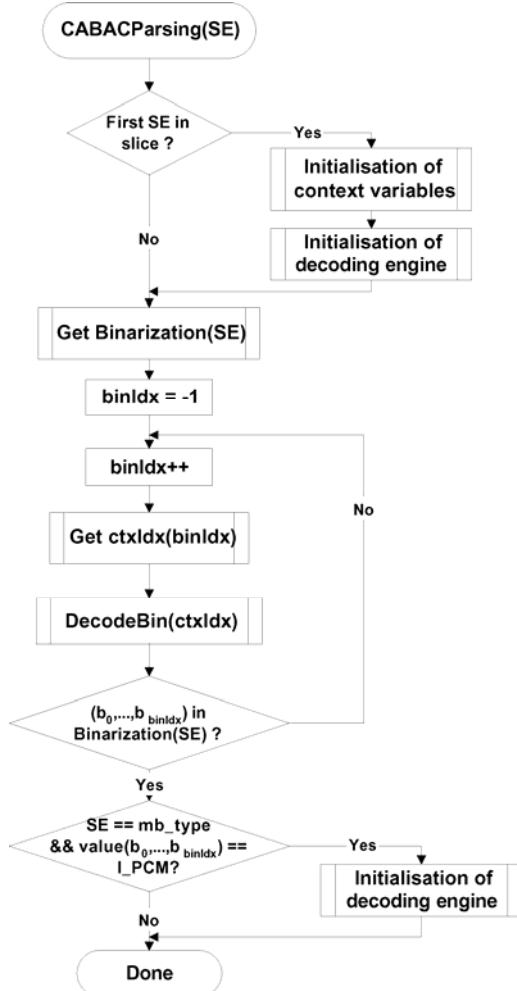 CABACParsing(SE)
First SE in
slice ?
Yes
Initialisation of
context variables
No
Initialisation of
decoding engine
Get Binarization(SE)
binIdx = -1
binIdx++
No
Get ctxIdx(binIdx)
DecodeBin(ctxIdx)
(b0,...,b binIdx) in
Binarization(SE) ?
Yes
SE == mb_type
&& value(b0,...,b binIdx) ==
I_PCM?
Yes
Initialisation of
decoding engine
No
Done